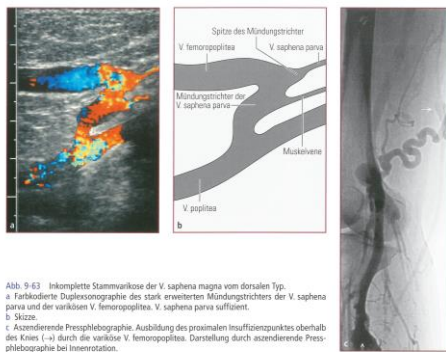 Spitze des Mündungstrichter
V. femoropoplitea
V. saphena parva
Mündungstrichter der
V. saphena parva
Muskelvene
V. poplitea
a
b
c
Abb. 9-63 Inkomplette Stammvarikose der V. saphena magna vom dorsalen Typ.
a Farbkodierte Duplexsonographie des stark erweiterten Mündungstrichters der V. saphena
parva und der varikösen V. femoropoplitea. V. saphena parva suffizient.
b Skizze.
c Aszendierende Pressphlebographie. Ausbildung des proximalen Insuffizienzpunktes oberhalb
des Knies (→) durch die variköse V. femoropoplitea. Darstellung durch aszendierende Press-
phlebographie bei Innenrotation.